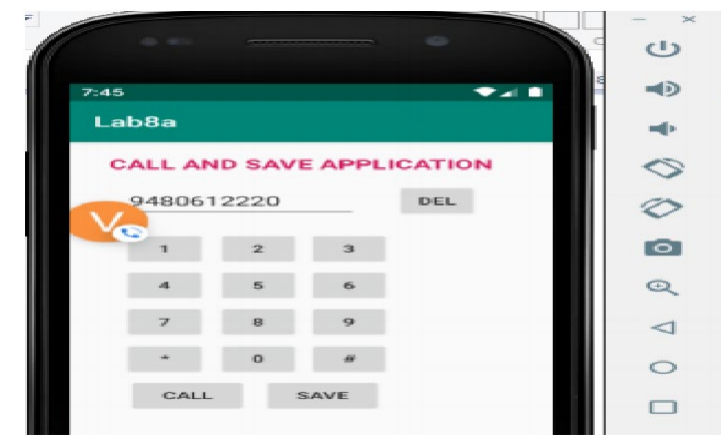 7:45
Lab8a
CALL AND SAVE APPLICATION
9480612220 DEL
V
1 2 3
4 5 6
7 8 9
* 0 #
CALL SAVE